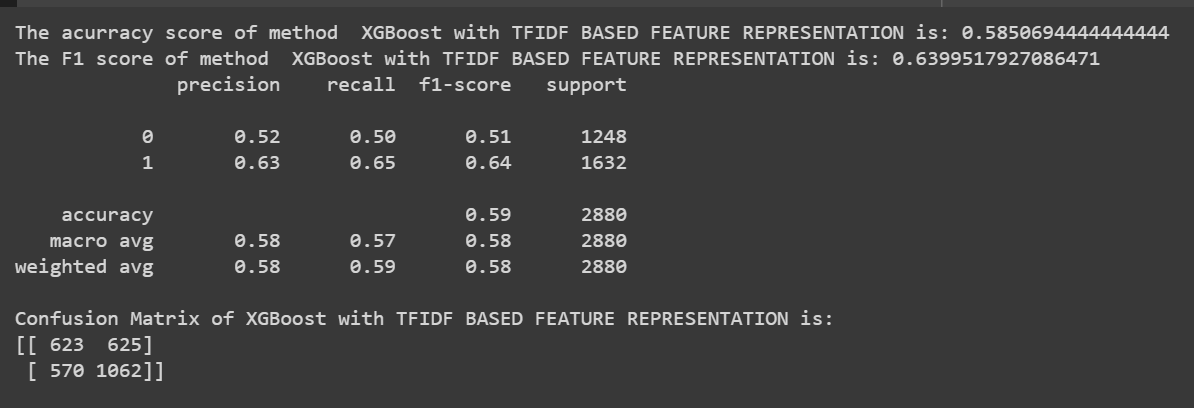 The acurracy score of method  XGBoost with TFIDF BASED FEATURE REPRESENTATION is: 0.5850694444444444
The F1 score of method  XGBoost with TFIDF BASED FEATURE REPRESENTATION is: 0.6399517927086471
              precision    recall  f1-score   support
           0       0.52      0.50      0.51      1248
           1       0.63      0.65      0.64      1632
    accuracy                           0.59      2880
   macro avg       0.58      0.57      0.58      2880
weighted avg       0.58      0.59      0.58      2880
Confusion Matrix of XGBoost with TFIDF BASED FEATURE REPRESENTATION is:
[[ 623  625]
 [ 570 1062]]